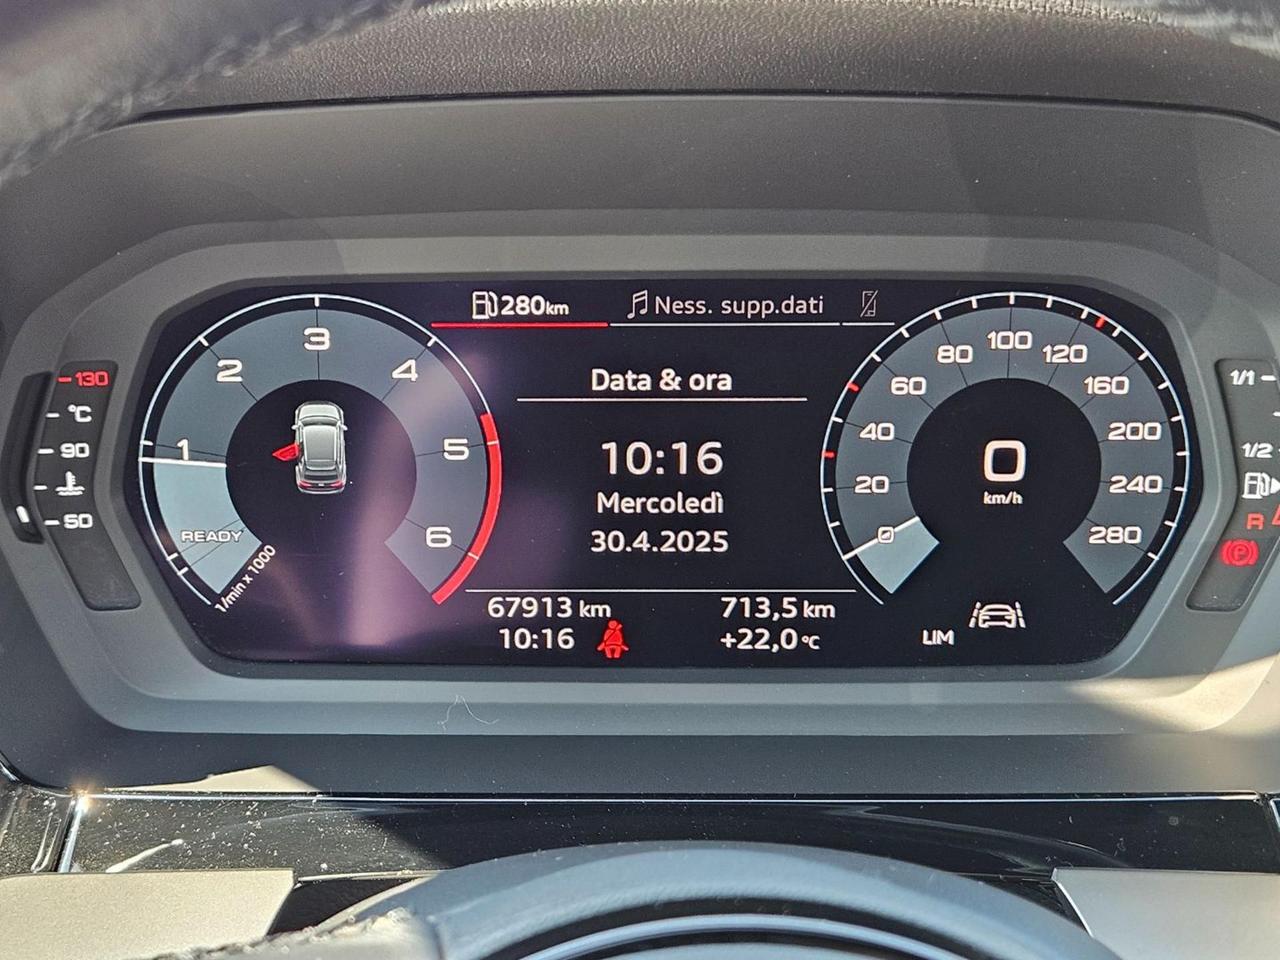 280km
Ness. supp.dati
Data & ora
10:16
Mercoledì
30.4.2025
67913 km
713,5 km
10:16
+22,0 °C
1
2
3
4
5
6
READY
1/min x 1000
0
20
40
60
80
100
120
160
200
240
280
0
km/h
LIM
130
°C
90
50
1/1
1/2
R
P